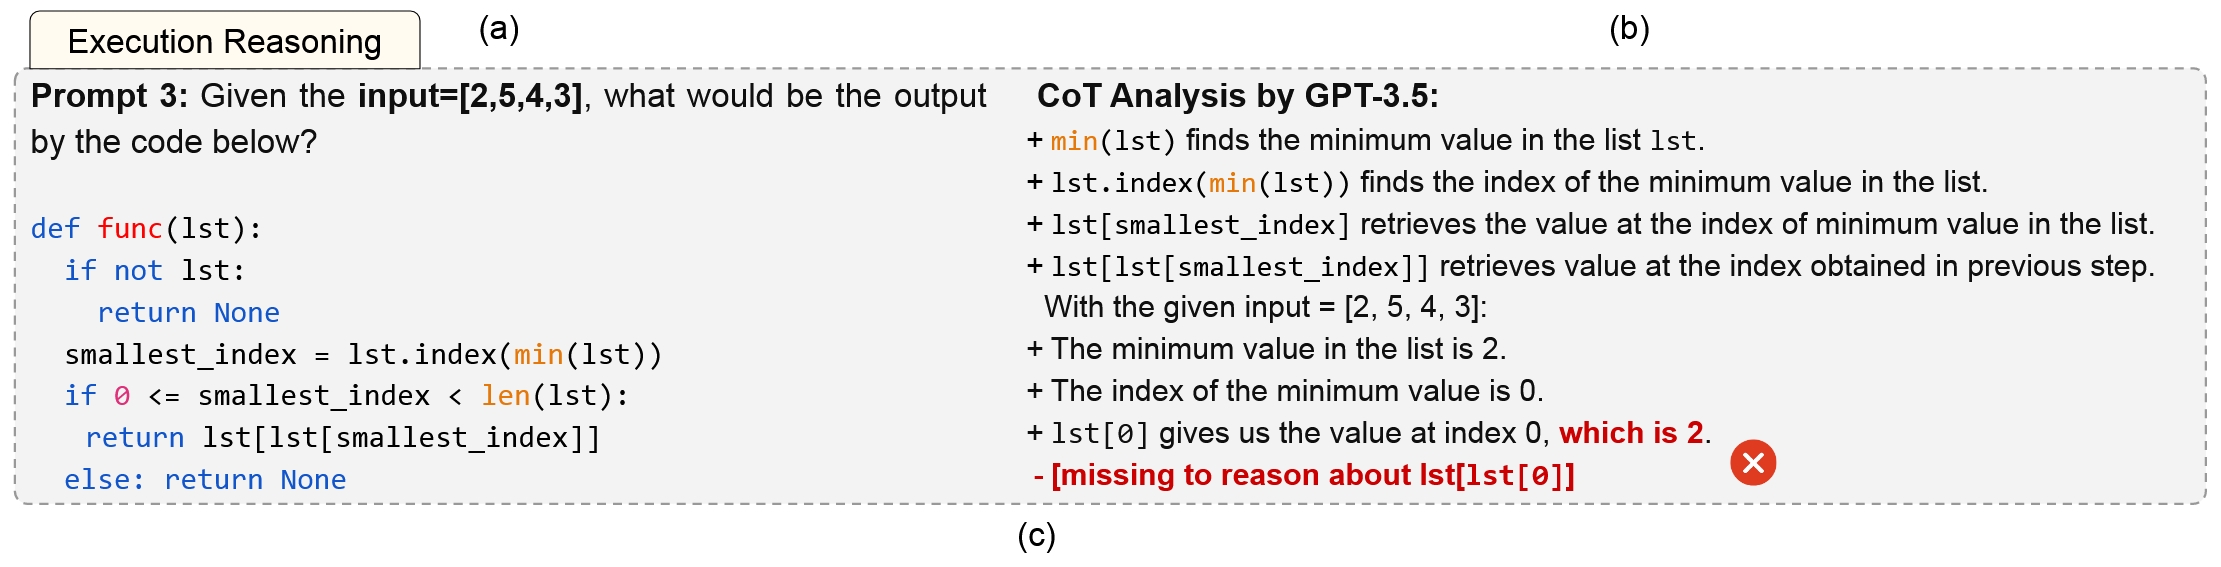 (a)
(b)
Execution Reasoning
Prompt 3: Given the input=[2,5,4,3], what would be the output
by the code below?
def func(lst):
if not lst:
return None
smallest_index = lst.index(min(lst))
if 0 <= smallest_index < len(lst):
return lst[lst[smallest_index]]
else: return None
CoT Analysis by GPT-3.5:
+ min(lst) finds the minimum value in the list lst.
+ lst.index(min(lst)) finds the index of the minimum value in the list.
+ lst[smallest_index] retrieves the value at the index of minimum value in the list.
+ lst[lst[smallest_index]] retrieves value at the index obtained in previous step.
With the given input = [2, 5, 4, 3]:
+ The minimum value in the list is 2.
+ The index of the minimum value is 0.
+ lst[0] gives us the value at index 0, which is 2.
- [missing to reason about lst[lst[0]]
(c)